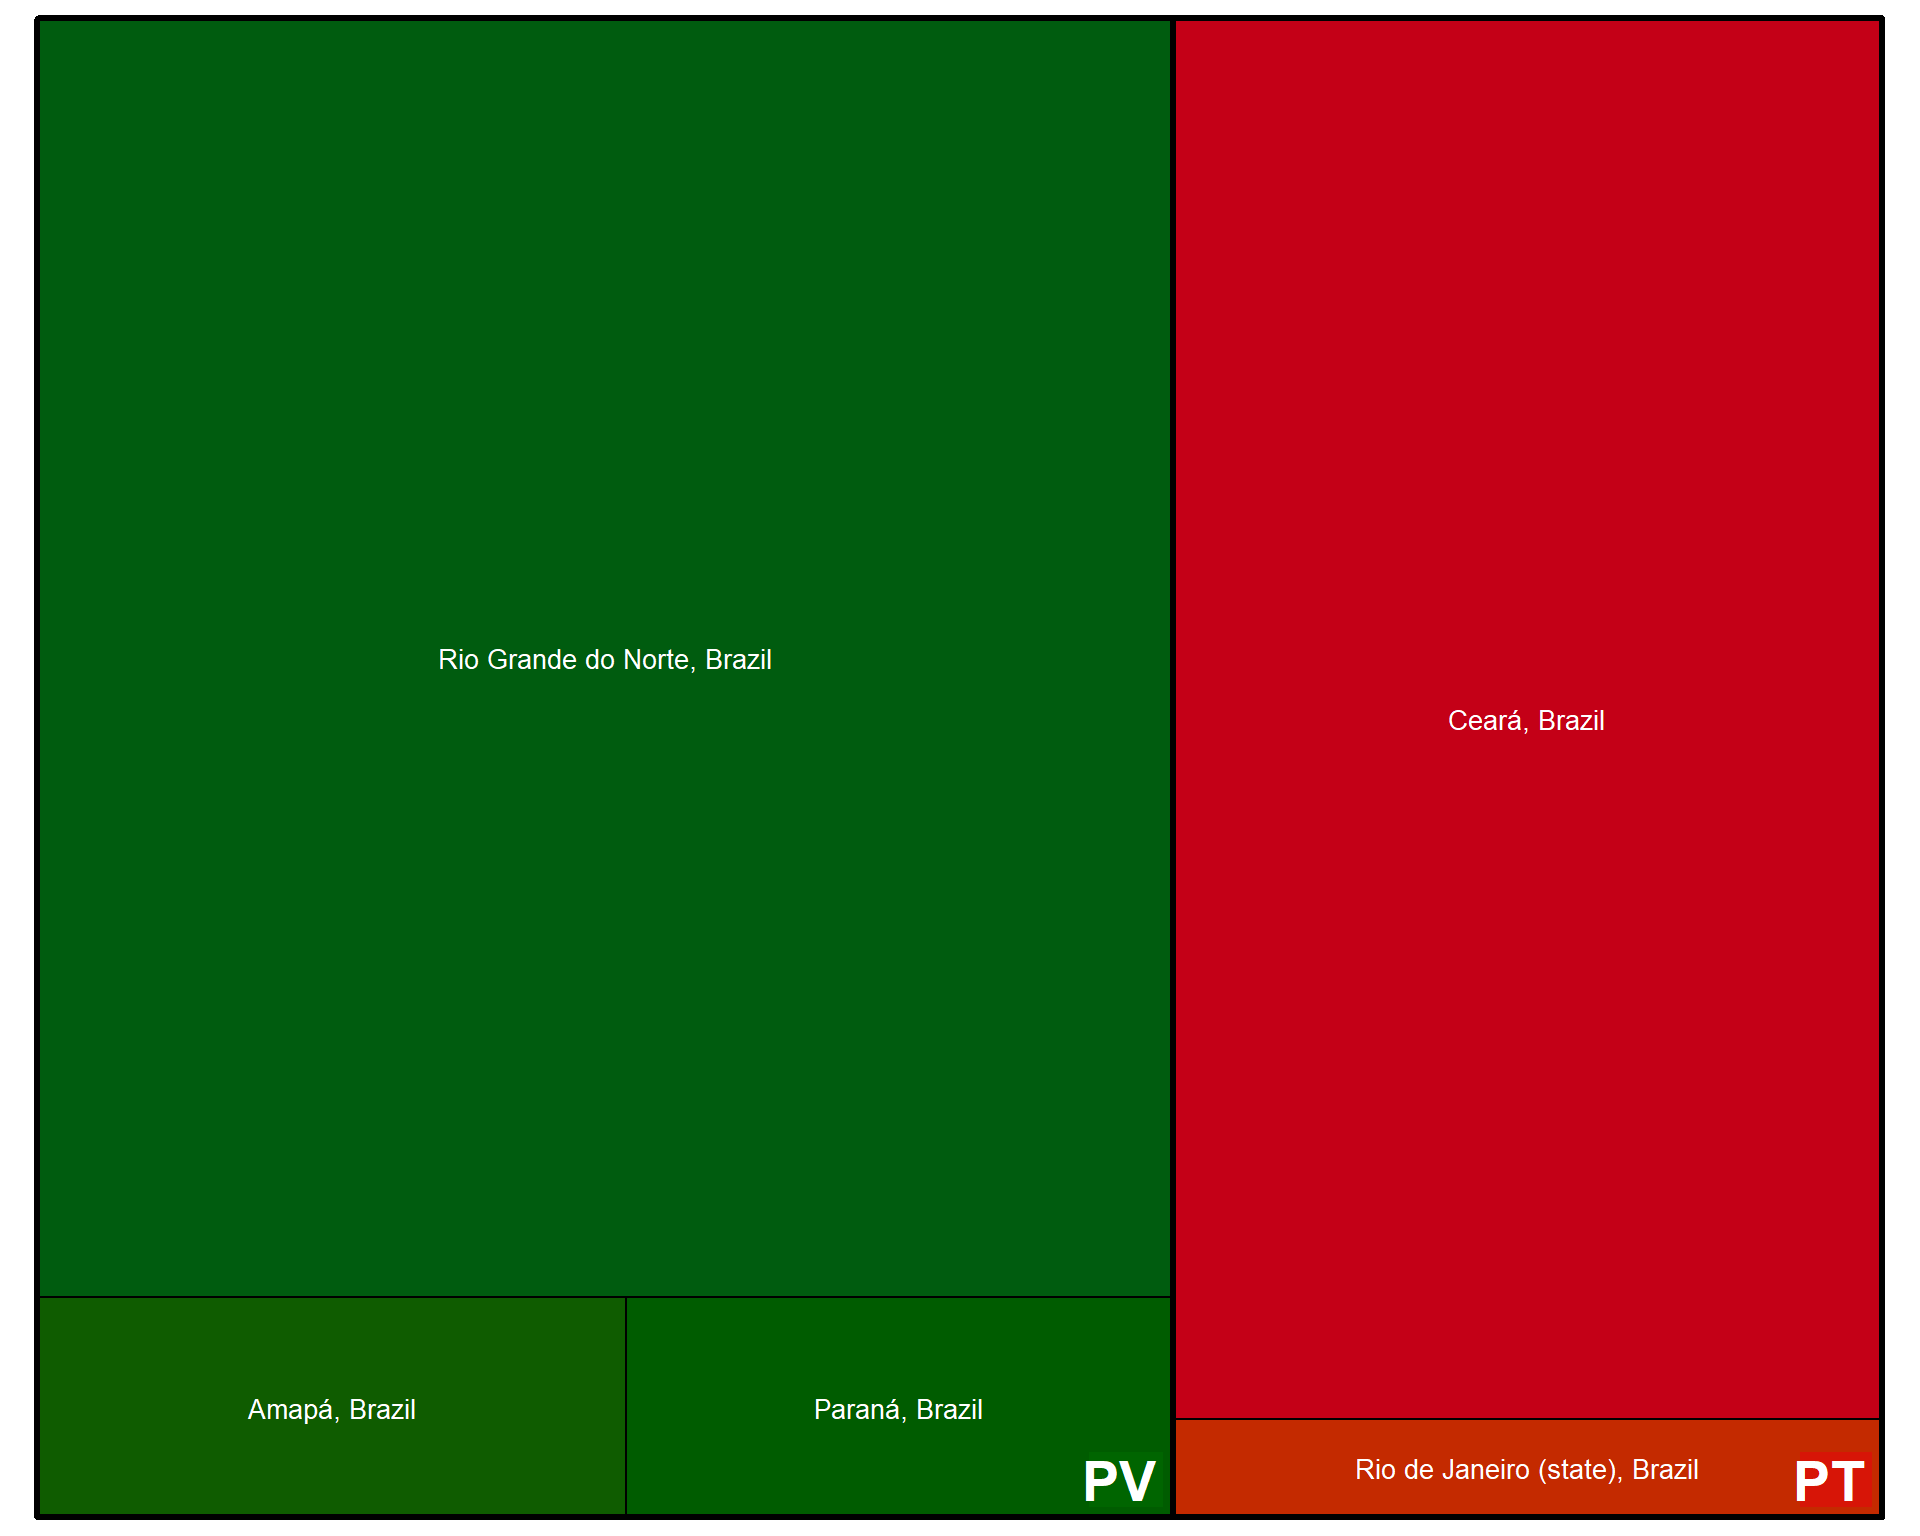 Rio Grande do Norte, Brazil
Ceará, Brazil
Amapá, Brazil
Paraná, Brazil
PV
Rio de Janeiro (state), Brazil
PT